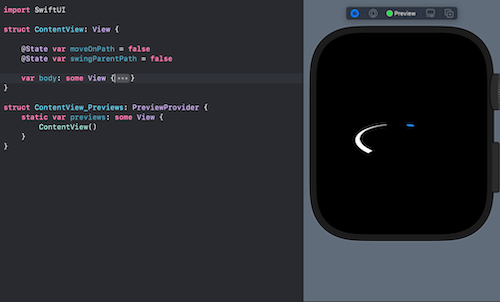 import SwiftUI
struct ContentView: View {
@State var moveOnPath = false
@State var swingParentPath = false
var body: some View {•••}
}
struct ContentView_Previews: PreviewProvider {
static var previews: some View {
ContentView()
}
}
Preview